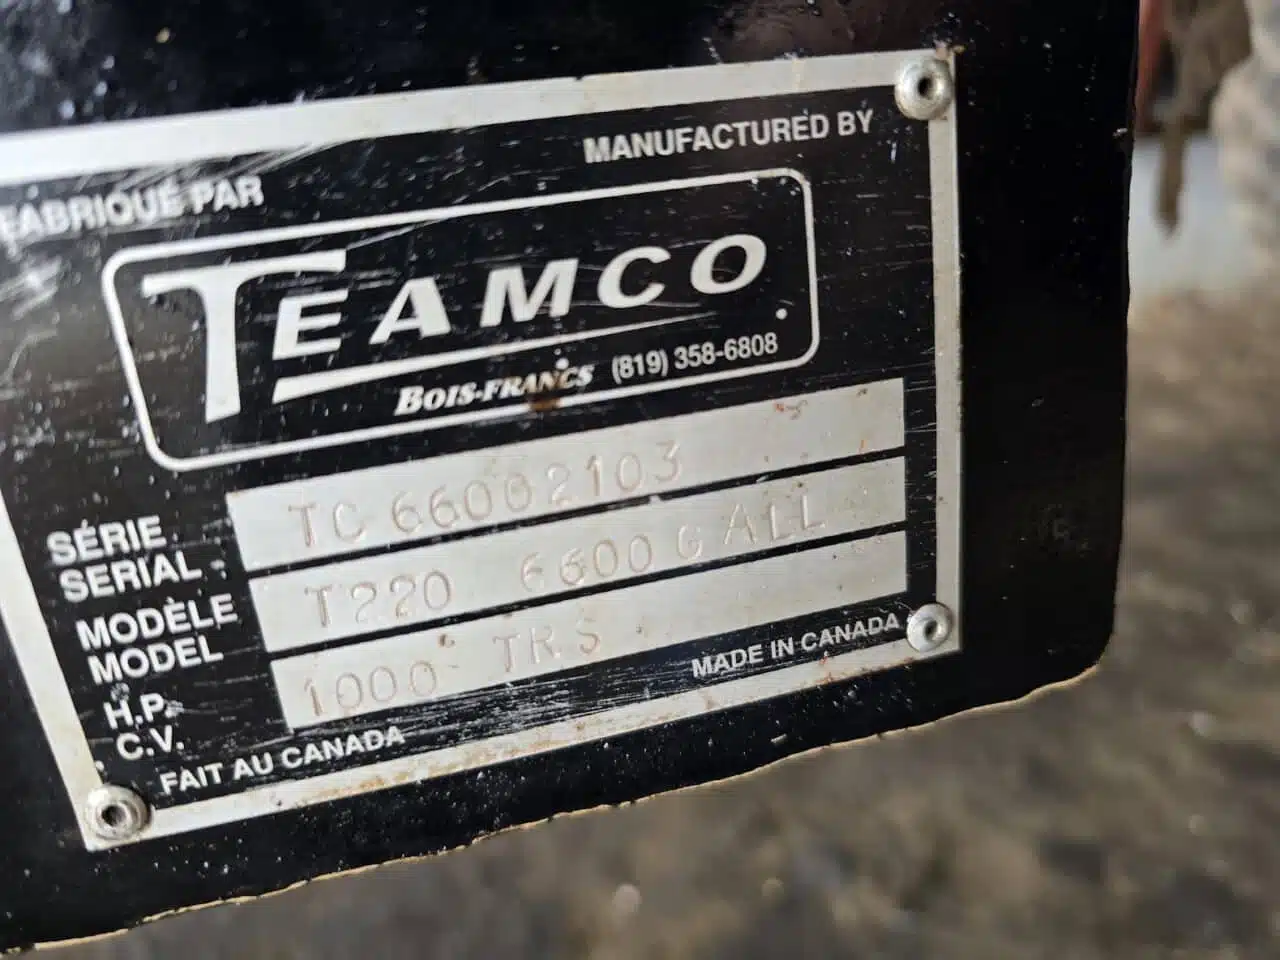 FABRIQUÉ PAR
MANUFACTURED BY
TEAMCO
BOIS-FRANCS (819) 358-6808
SÉRIE
SERIAL
TC 66002103
MODÈLE
MODEL
T220 6600 GALL
H.P.
C.V.
1000 TRS
FAIT AU CANADA
MADE IN CANADA